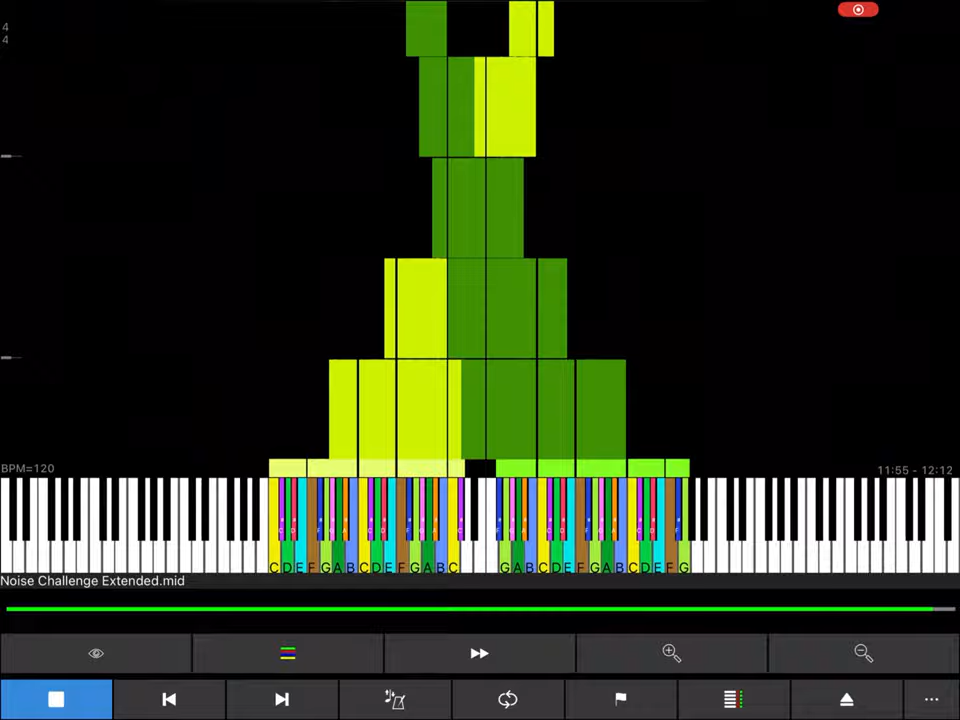 4
4
BPM=120
11:55 - 12:12
C D E F G A B C D E F G A B C G A B C D E F G A B C D E F G
Noise Challenge Extended.mid